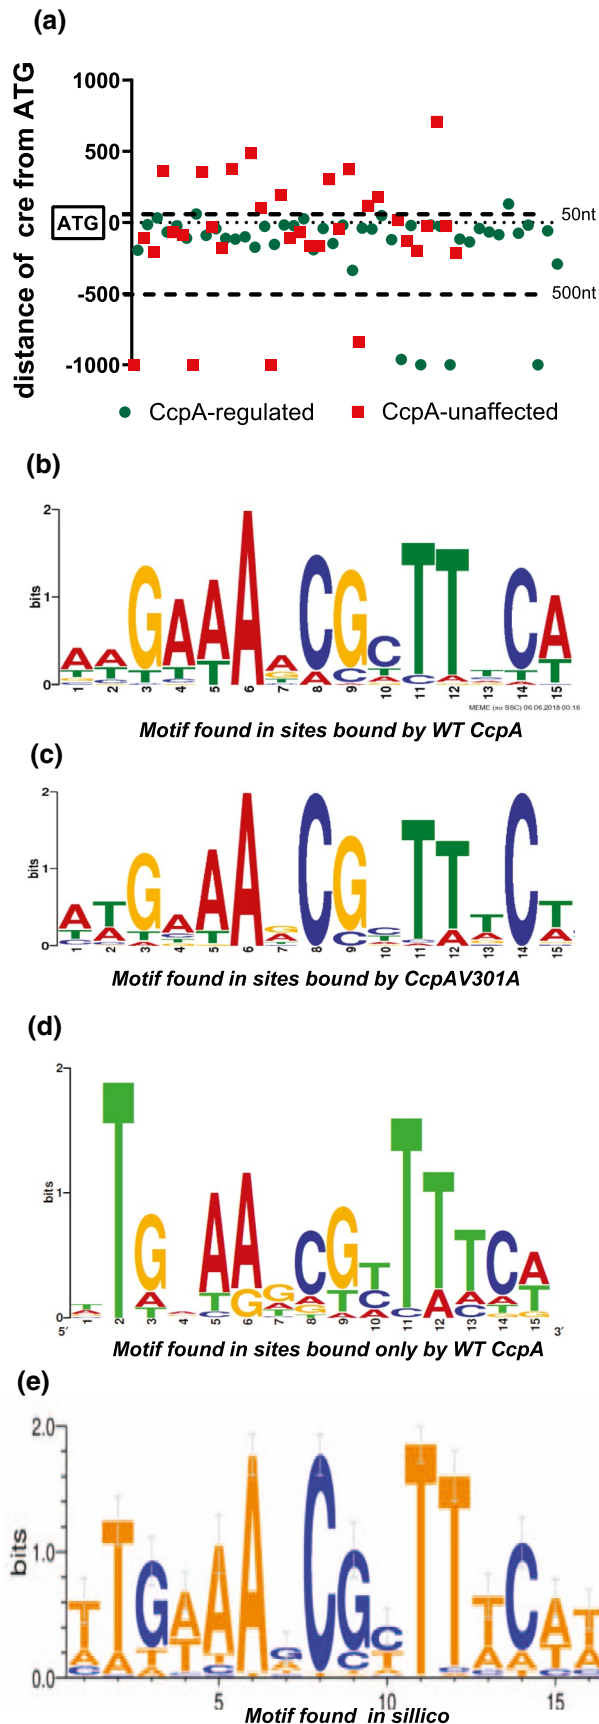 (a)
distance of cre from ATG
1000
500
ATG
0
50nt
-500
500nt
-1000
CcpA-regulated
CcpA-unaffected
(b)
2
bits
1
0
1 2 3 4 5 6 7 8 9 10 11 12 13 14 15
MEME (no SSC) 06.06.2018 00:16
Motif found in sites bound by WT CcpA
(c)
2
bits
1
0
1 2 3 4 5 6 7 8 9 10 11 12 13 14 15
Motif found in sites bound by CcpAV301A
(d)
2
bits
1
0
5′
1 2 3 4 5 6 7 8 9 10 11 12 13 14 15
3′
Motif found in sites bound only by WT CcpA
(e)
2.0
bits
1.0
0.0
5 10 15
Motif found in sillico